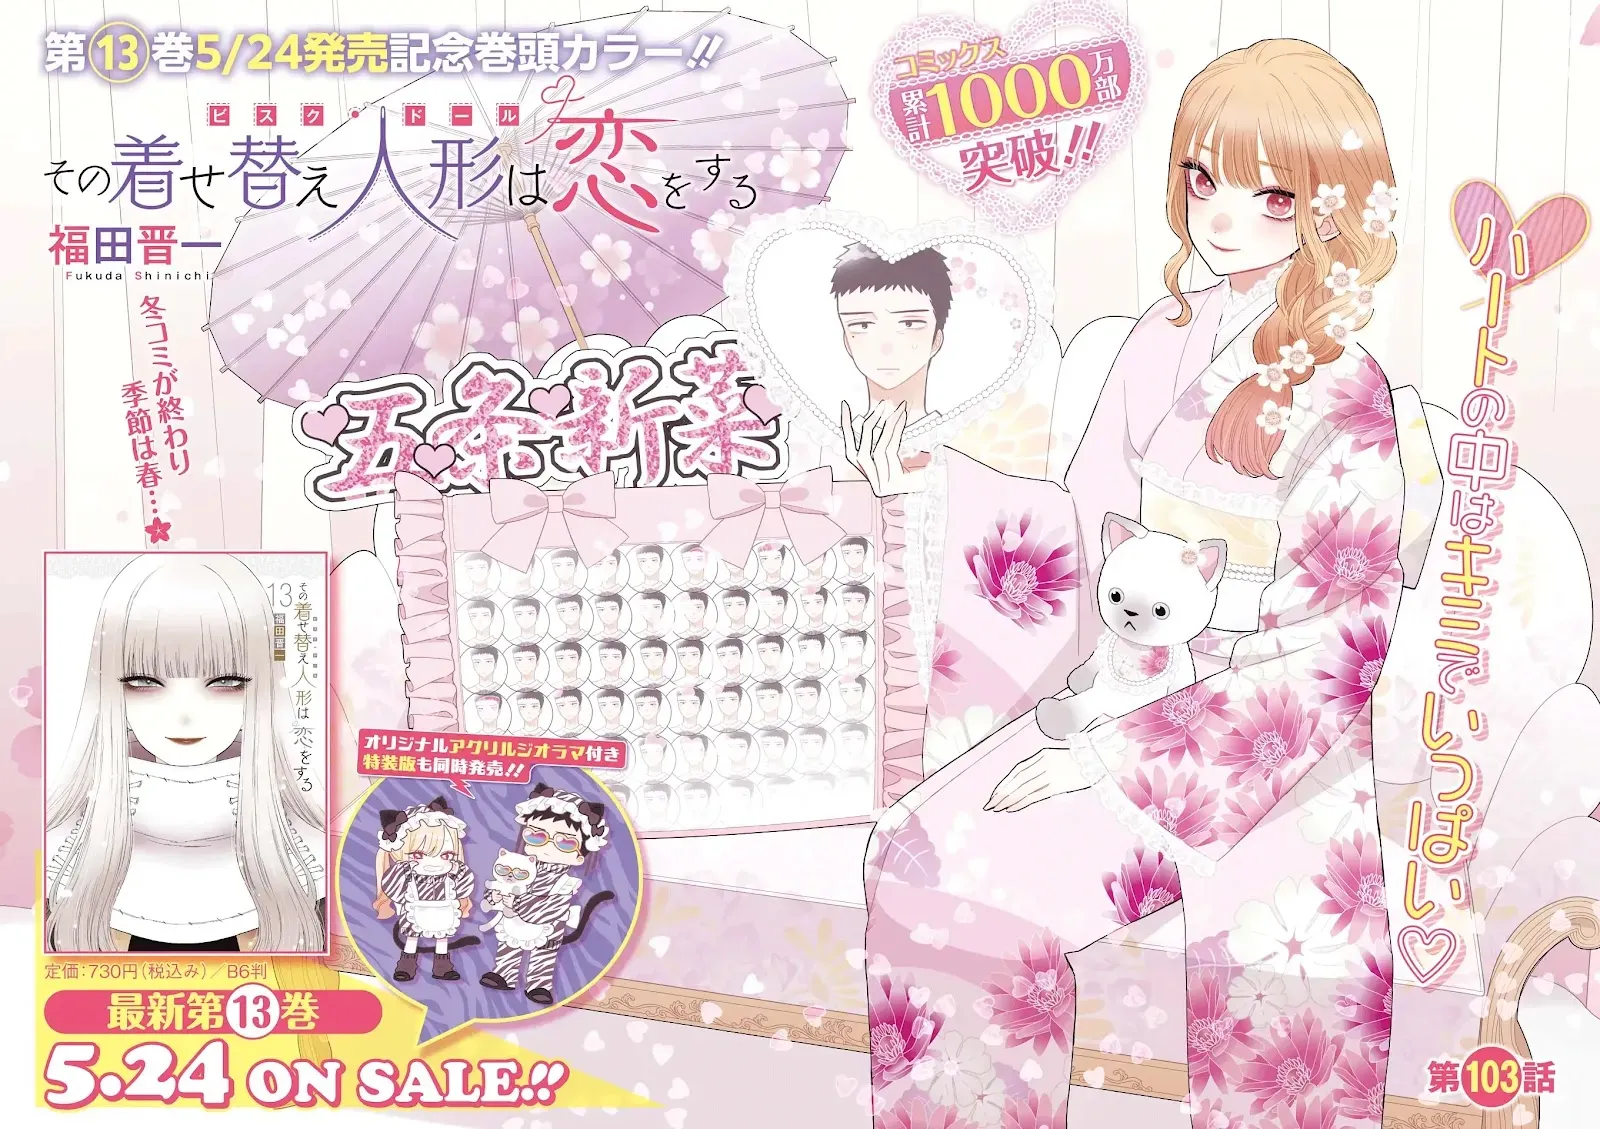 第13巻5/24発売記念巻頭カラー!!
コミックス
累計1000万部
突破!!
ビスク・ドール
その着せ替え人形は恋をする
福田晋一
Fukuda Shinichi
冬コミが終わり
季節は春…
五条新菜
ハートの中はキミでいっぱい♡
13
その着せ替え人形は恋をする
福田晋一
オリジナルアクリルジオラマ付き
特装版も同時発売!!
定価:730円(税込み)/B6判
最新第13巻
5.24 ON SALE!!
第103話